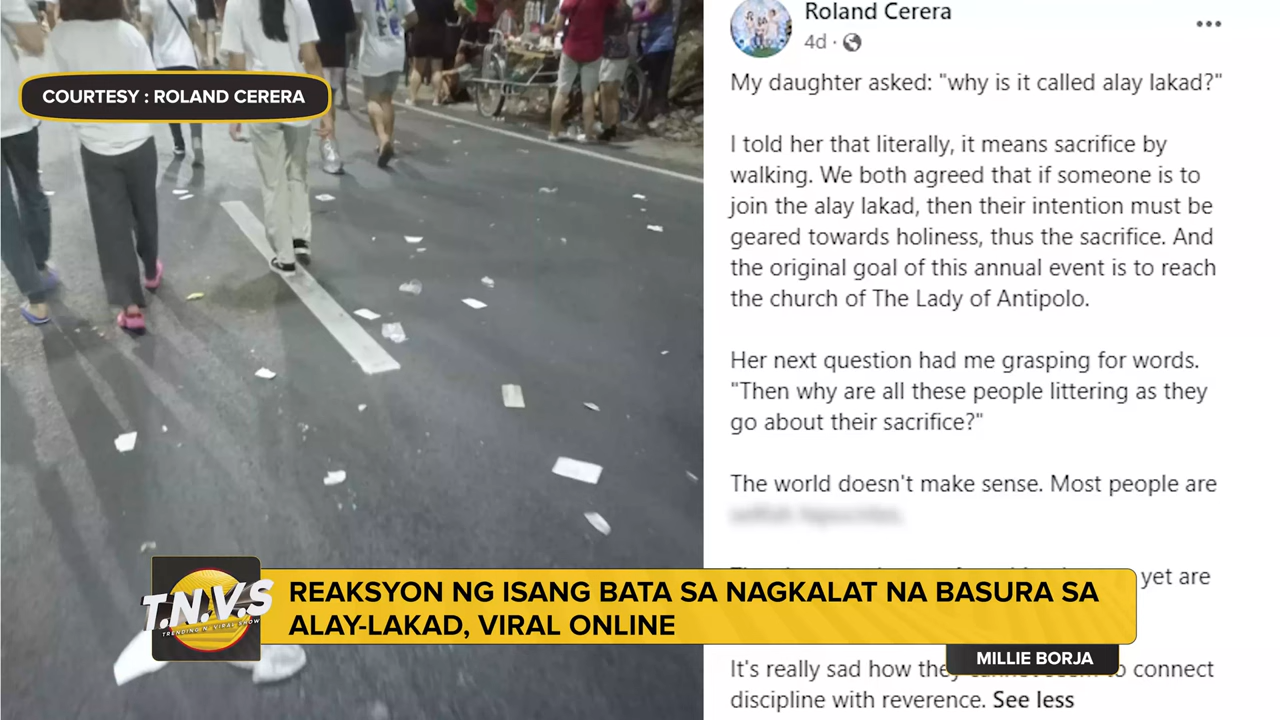 COURTESY : ROLAND CERERA
Roland Cerera
4d
My daughter asked: "why is it called alay lakad?"
I told her that literally, it means sacrifice by
walking. We both agreed that if someone is to
join the alay lakad, then their intention must be
geared towards holiness, thus the sacrifice. And
the original goal of this annual event is to reach
the church of The Lady of Antipolo.
Her next question had me grasping for words.
"Then why are all these people littering as they
go about their sacrifice?"
The world doesn't make sense. Most people are
yet are
It's really sad how they to connect
discipline with reverence. See less
T.N.V.S
TRENDING N' VIRAL SHOW
REAKSYON NG ISANG BATA SA NAGKALAT NA BASURA SA
ALAY-LAKAD, VIRAL ONLINE
MILLIE BORJA